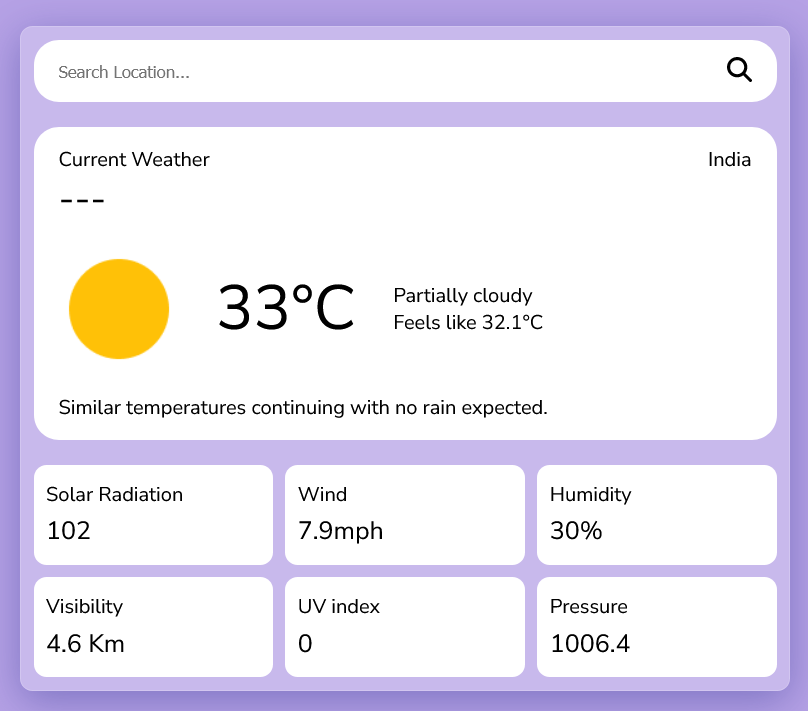 Search Location...
Current Weather
India
---
33°C
Partially cloudy
Feels like 32.1°C
Similar temperatures continuing with no rain expected.
Solar Radiation
102
Wind
7.9mph
Humidity
30%
Visibility
4.6 Km
UV index
0
Pressure
1006.4